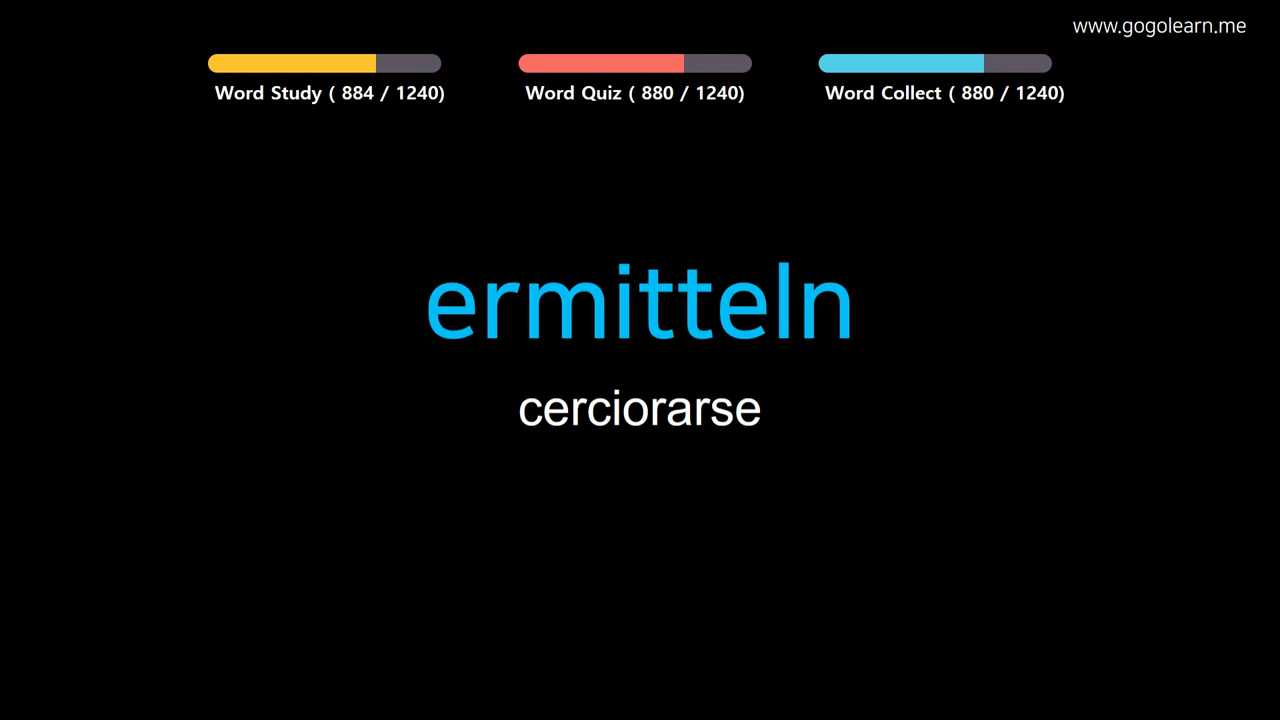 www.gogolearn.me
Word Study ( 884 / 1240)
Word Quiz ( 880 / 1240)
Word Collect ( 880 / 1240)
ermitteln
cerciorarse